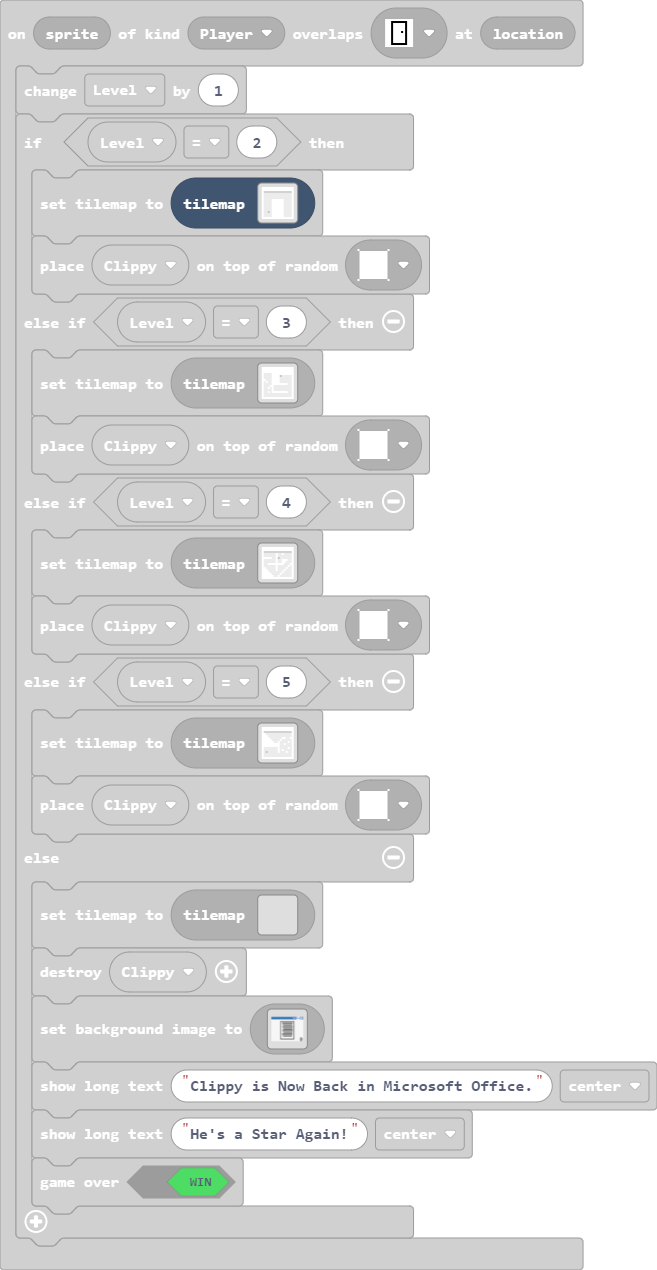 on sprite of kind Player overlaps at location
change Level by 1
if Level = 2 then
set tilemap to tilemap
place Clippy on top of random
else if Level = 3 then
set tilemap to tilemap
place Clippy on top of random
else if Level = 4 then
set tilemap to tilemap
place Clippy on top of random
else if Level = 5 then
set tilemap to tilemap
place Clippy on top of random
else
set tilemap to tilemap
destroy Clippy
set background image to
show long text "Clippy is Now Back in Microsoft Office." center
show long text "He's a Star Again!" center
game over WIN